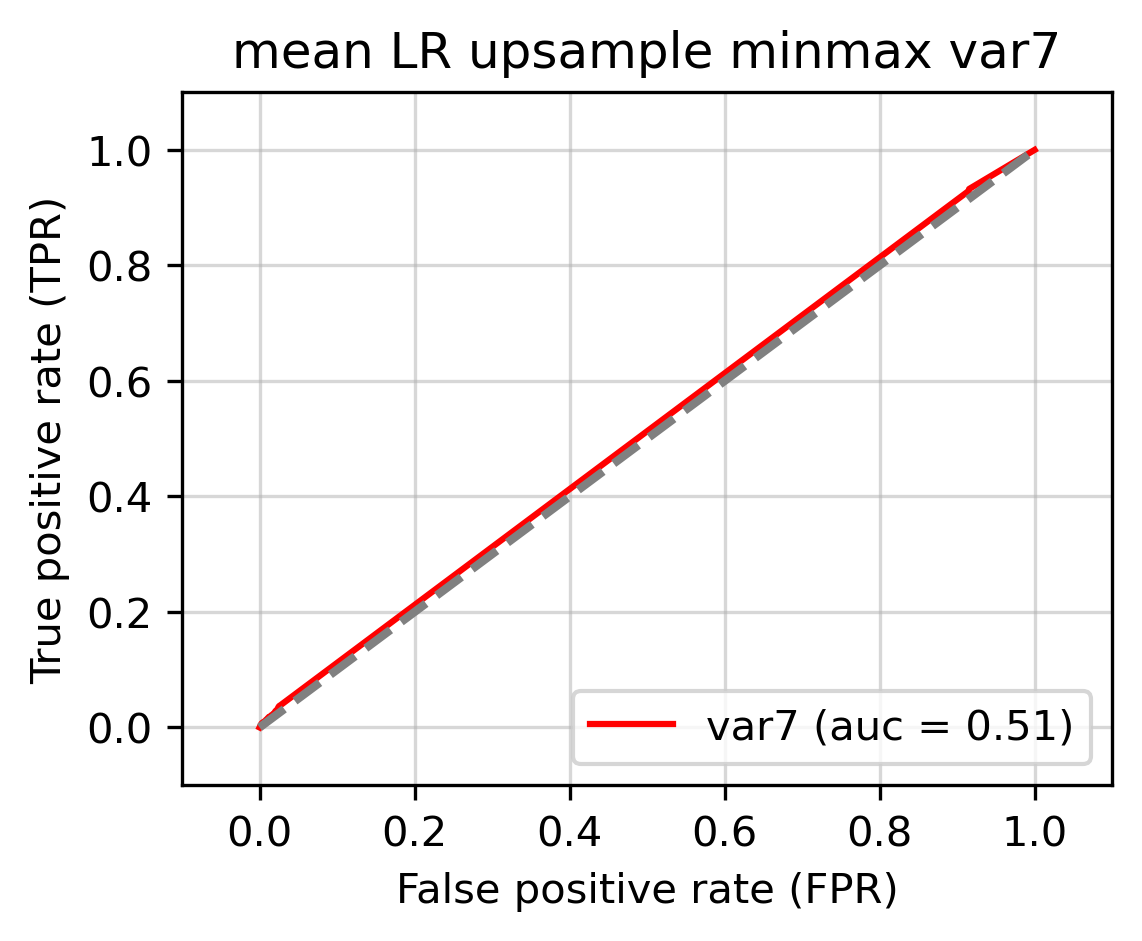 mean LR upsample minmax var7
True positive rate (TPR)
1.0
0.8
0.6
0.4
0.2
0.0
var7 (auc = 0.51)
0.0 0.2 0.4 0.6 0.8 1.0
False positive rate (FPR)